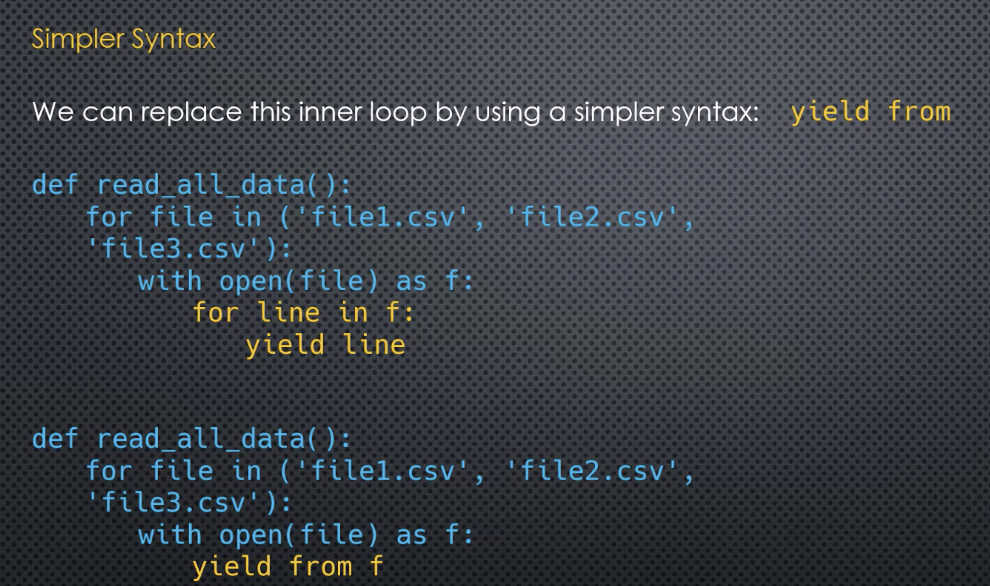 Simpler Syntax
We can replace this inner loop by using a simpler syntax: yield from
def read_all_data():
for file in ('file1.csv', 'file2.csv',
'file3.csv'):
with open(file) as f:
for line in f:
yield line
def read_all_data():
for file in ('file1.csv', 'file2.csv',
'file3.csv'):
with open(file) as f:
yield from f